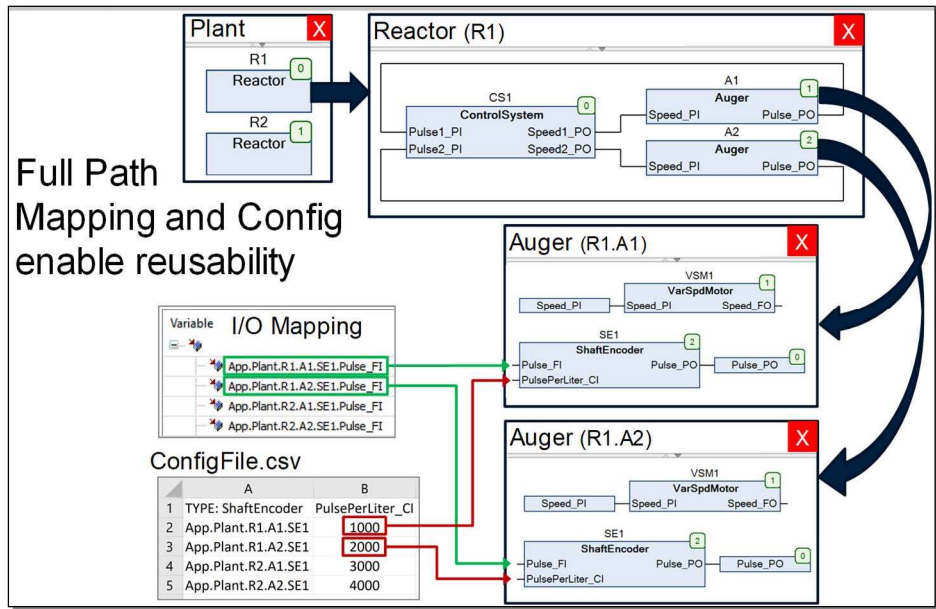 Plant
X
R1
0
Reactor
R2
1
Reactor
Reactor (R1)
X
CS1
0
ControlSystem
Pulse1_PI Speed1_PO
Pulse2_PI Speed2_PO
A1
1
Auger
Speed_PI Pulse_PO
A2
2
Auger
Speed_PI Pulse_PO
Full Path
Mapping and Config
enable reusability
Auger (R1.A1)
X
VSM1
1
VarSpdMotor
Speed_PI Speed_PI Speed_FO
SE1
2
ShaftEncoder
0
Pulse_FI Pulse_PO Pulse_PO
PulsePerLiter_CI
Variable I/O Mapping
App.Plant.R1.A1.SE1.Pulse_FI
App.Plant.R1.A2.SE1.Pulse_FI
App.Plant.R2.A1.SE1.Pulse_FI
App.Plant.R2.A2.SE1.Pulse_FI
Auger (R1.A2)
X
VSM1
1
VarSpdMotor
Speed_PI Speed_PI Speed_FO
SE1
2
ShaftEncoder
0
Pulse_FI Pulse_PO Pulse_PO
PulsePerLiter_CI
ConfigFile.csv
A B
1 TYPE: ShaftEncoder PulsePerLiter_CI
2 App.Plant.R1.A1.SE1 1000
3 App.Plant.R1.A2.SE1 2000
4 App.Plant.R2.A1.SE1 3000
5 App.Plant.R2.A2.SE1 4000